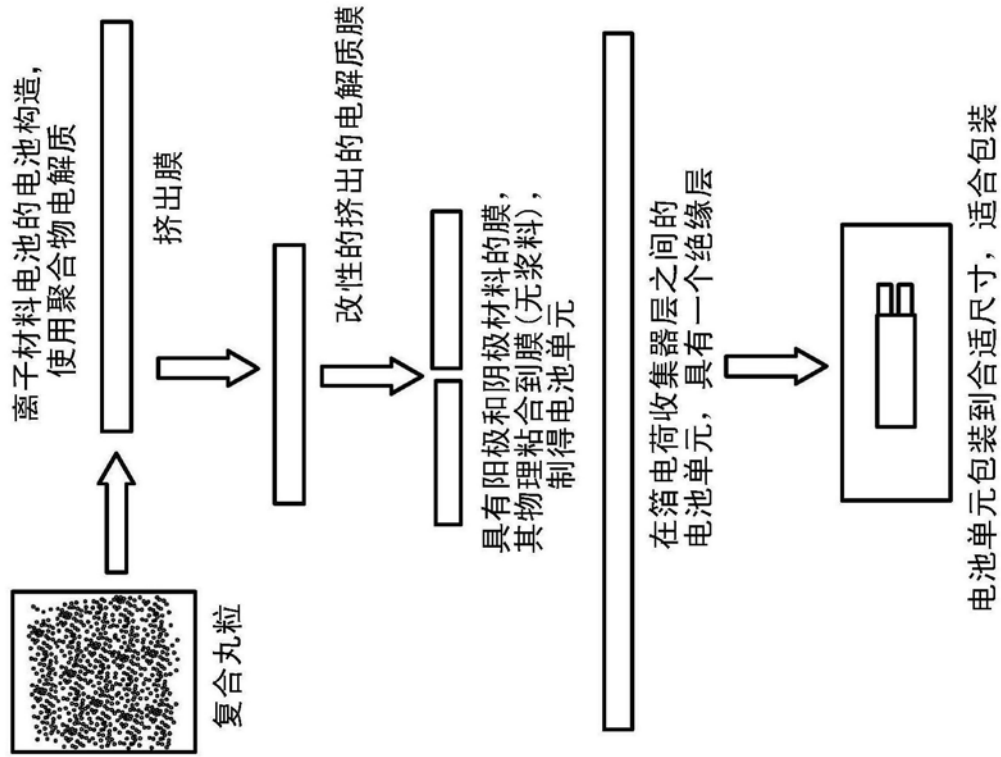 离子材料电池的电池构造，
使用聚合物电解质
复合丸粒
挤出膜
改性的挤出的电解质膜
具有阳极和阴极材料的膜，
其物理粘合到膜（无浆料），
制得电池单元
在箔电荷收集器层之间的
电池单元，具有一个绝缘层
电池单元包装到合适尺寸，适合包装